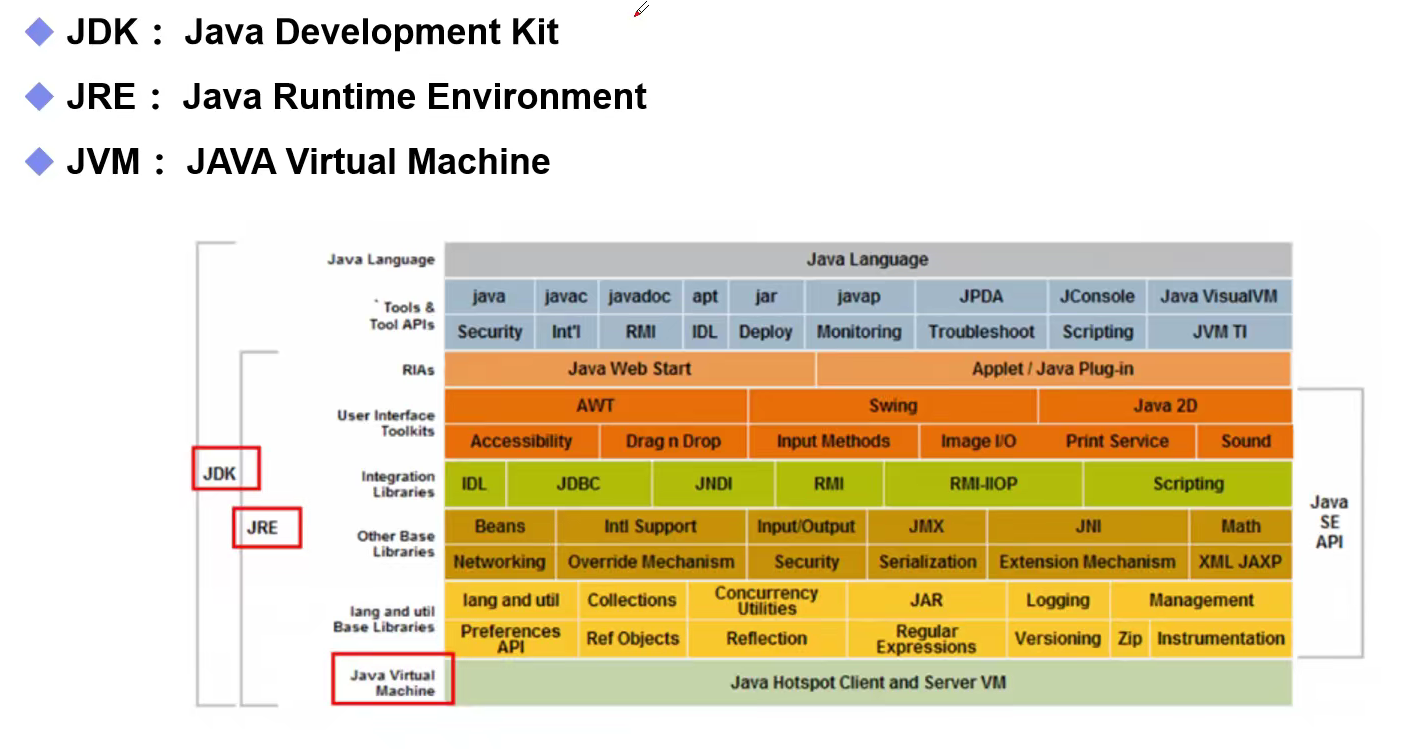 JDK： Java Development Kit
JRE： Java Runtime Environment
JVM： JAVA Virtual Machine
Java Language Java Language
Tools & Tool APIs
java javac javadoc apt jar javap JPDA JConsole Java VisualVM
Security Int'l RMI IDL Deploy Monitoring Troubleshoot Scripting JVM TI
RIAs Java Web Start Applet / Java Plug-in
User Interface Toolkits
AWT Swing Java 2D
Accessibility Drag n Drop Input Methods Image I/O Print Service Sound
JDK
Integration Libraries
IDL JDBC JNDI RMI RMI-IIOP Scripting
JRE
Other Base Libraries
Beans Intl Support Input/Output JMX JNI Math
Networking Override Mechanism Security Serialization Extension Mechanism XML JAXP
Java SE API
lang and util Base Libraries
lang and util Collections Concurrency Utilities JAR Logging Management
Preferences API Ref Objects Reflection Regular Expressions Versioning Zip Instrumentation
Java Virtual Machine
Java Hotspot Client and Server VM